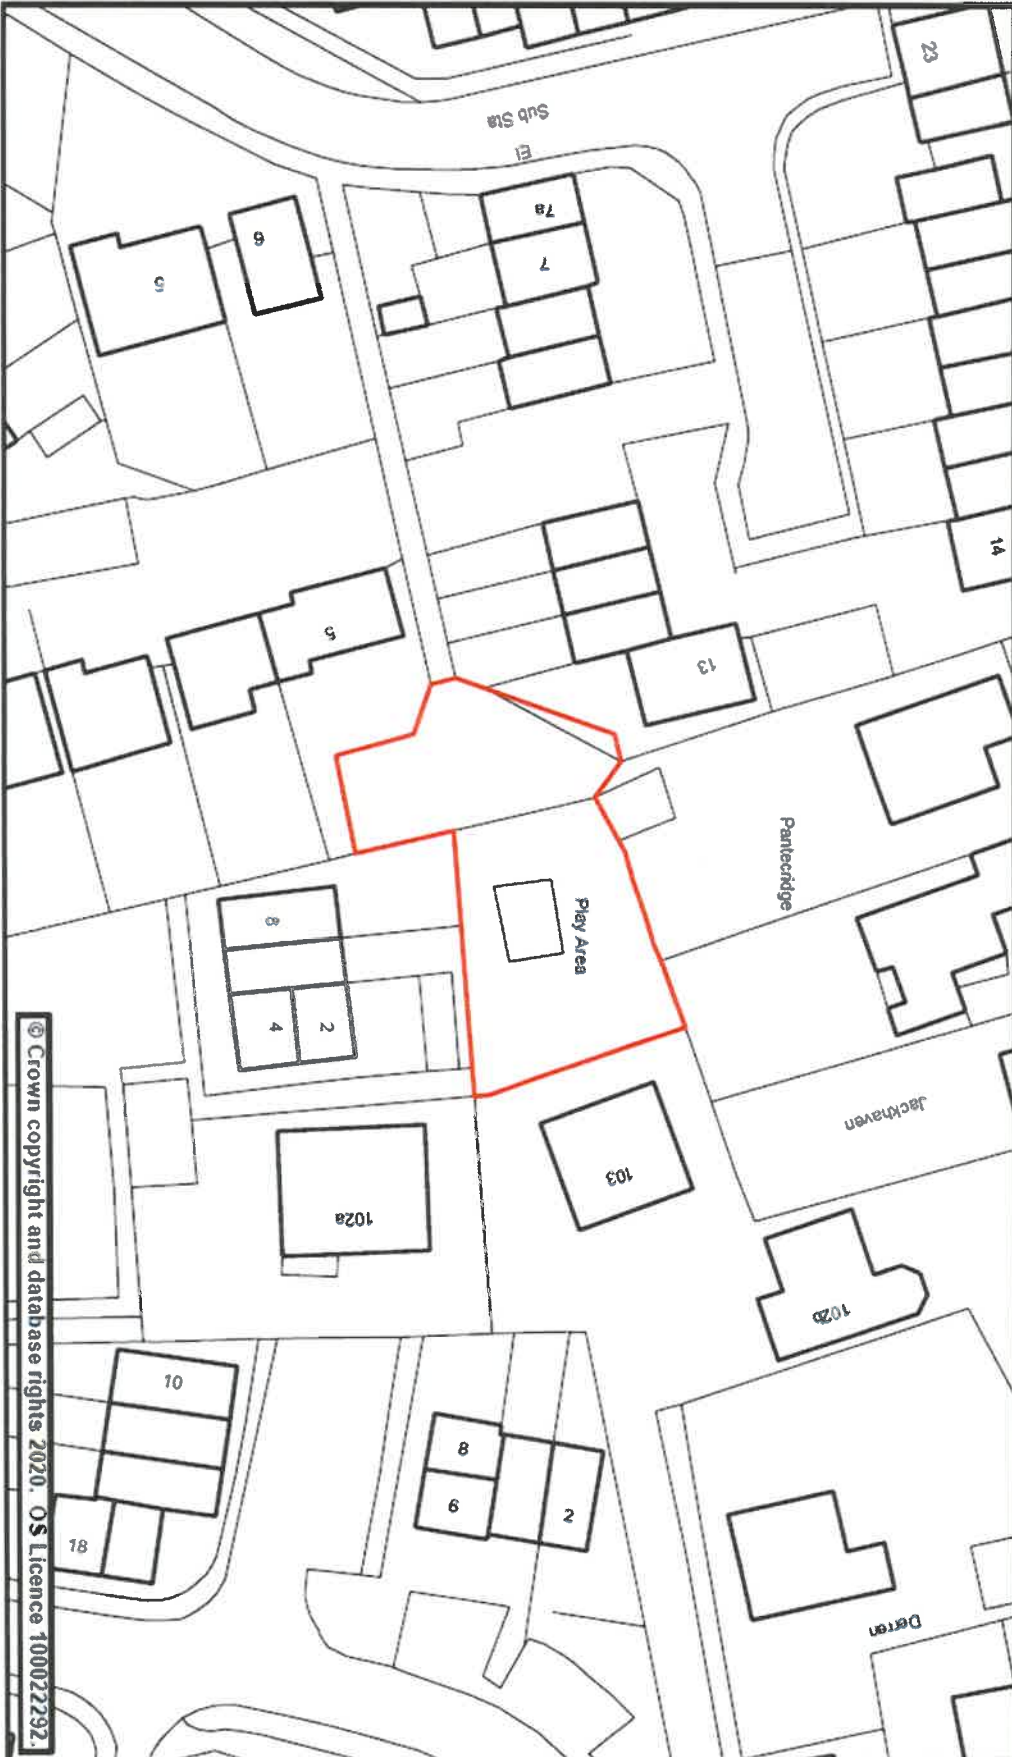 23
Sub Sta
El
7a
7
6
5
14
5
13
Pantecridge
Play Area
8
4
2
Jackhaven
103
102a
102b
10
8
6
2
18
Derren
© Crown copyright and database rights 2020. OS Licence 100022292.